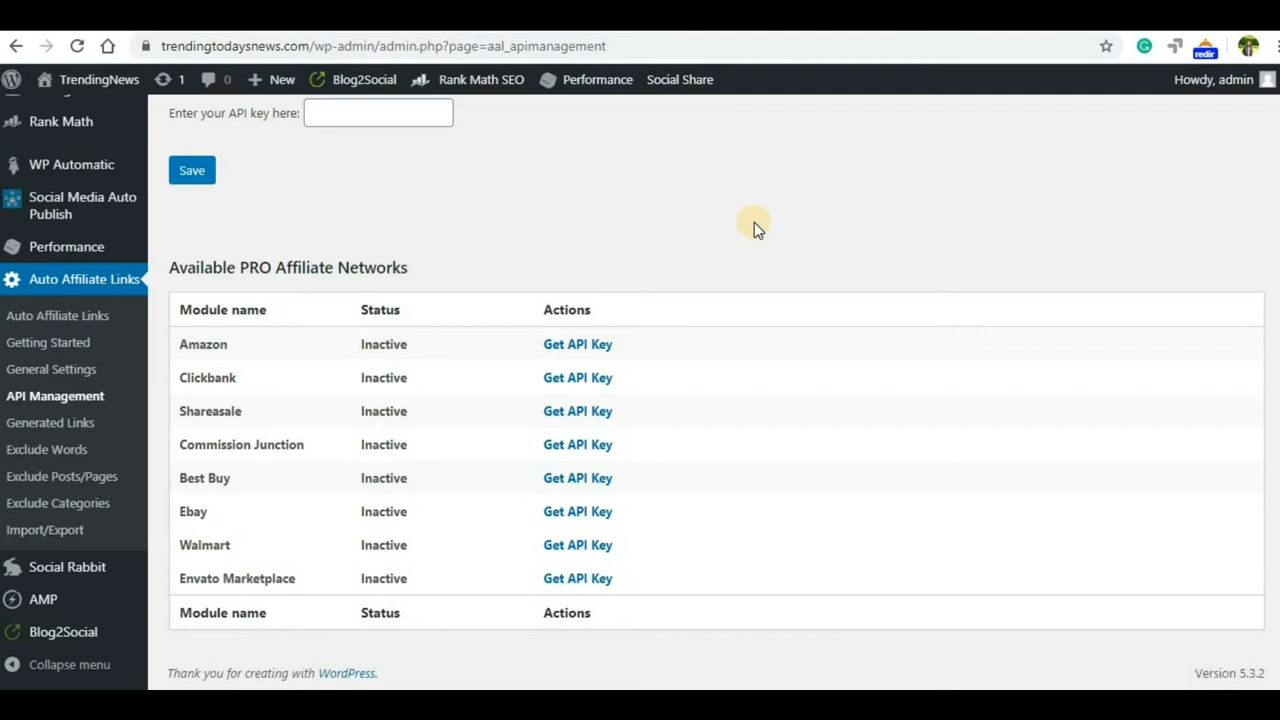 trendingtodaysnews.com/wp-admin/admin.php?page=aal_apimanagement
redir
TrendingNews 1 0 New Blog2Social Rank Math SEO Performance Social Share Howdy, admin
Rank Math
WP Automatic
Social Media Auto
Publish
Performance
Auto Affiliate Links
Auto Affiliate Links
Getting Started
General Settings
API Management
Generated Links
Exclude Words
Exclude Posts/Pages
Exclude Categories
Import/Export
Social Rabbit
AMP
Blog2Social
Collapse menu
Enter your API key here:
Save
Available PRO Affiliate Networks
Module name Status Actions
Amazon Inactive Get API Key
Clickbank Inactive Get API Key
Shareasale Inactive Get API Key
Commission Junction Inactive Get API Key
Best Buy Inactive Get API Key
Ebay Inactive Get API Key
Walmart Inactive Get API Key
Envato Marketplace Inactive Get API Key
Module name Status Actions
Thank you for creating with WordPress. Version 5.3.2